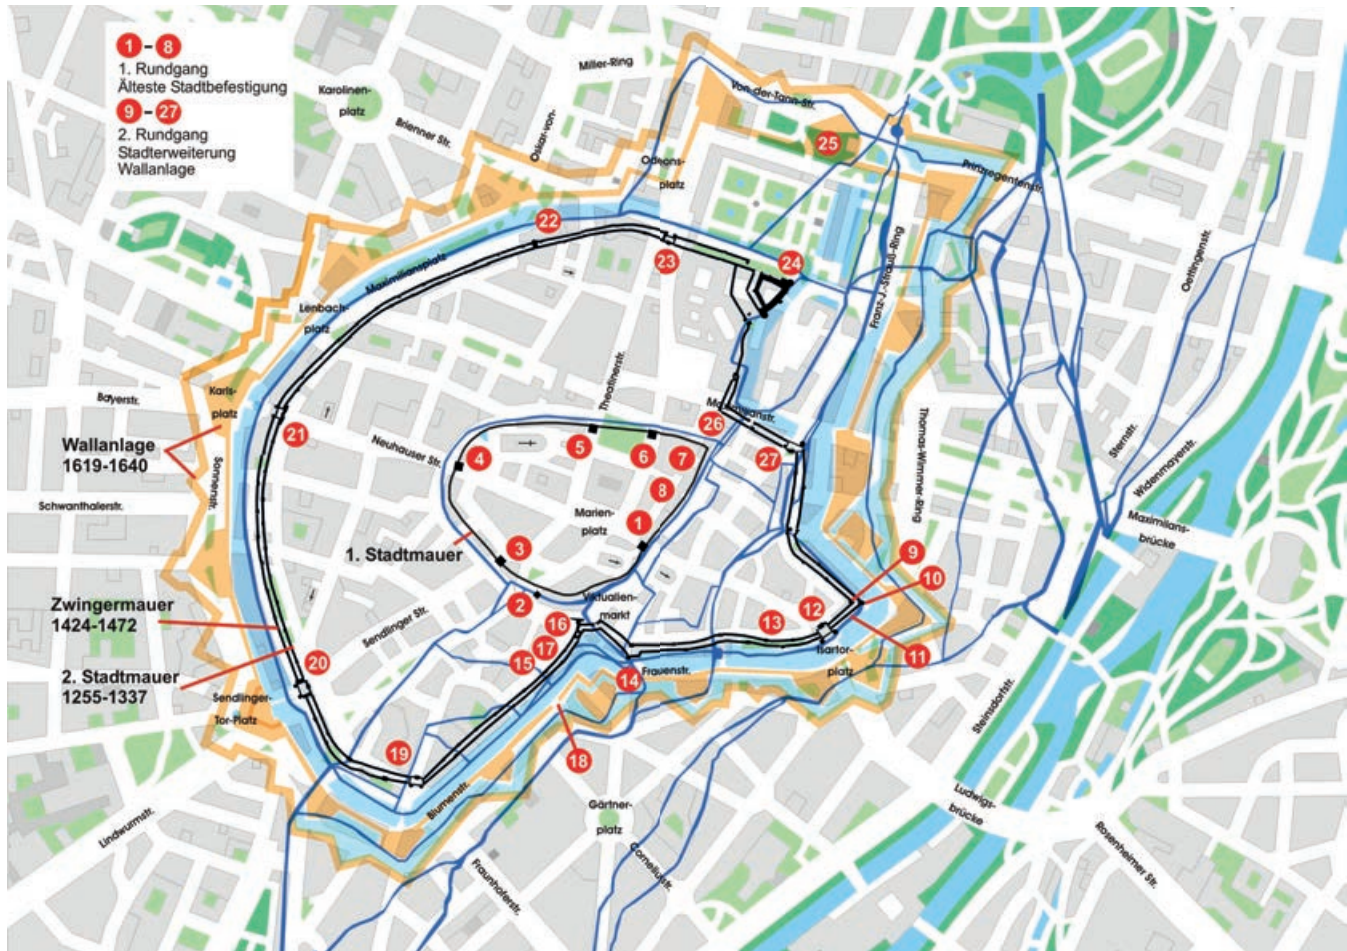 1 - 8
1. Rundgang
Älteste Stadtbefestigung
9 - 27
2. Rundgang
Stadterweiterung
Wallanlage
Karolinen-
platz
Brienner Str.
Miller-Ring
Oskar-von-
Von-der-Tann-Str.
Odeons-
platz
25
Prinzregentenstr.
22
23
24
Maximiliansplatz
Lenbach-
platz
Franz-J.-Strauß-Ring
Oettingenstr.
Karls-
platz
Bayerstr.
21
Theatinerstr.
26
27
Neuhauser Str.
4
5
6
7
8
Wallanlage
1619-1640
Sonnenstr.
Schwanthalerstr.
Thomas-Wimmer-Ring
Sternstr.
Widenmayerstr.
Maximilians-
brücke
Marien-
platz
1
1. Stadtmauer
3
2
Viktualien-
markt
9
10
12
13
11
Zwingermauer
1424-1472
Sendlinger Str.
16
17
15
14
Frauenstr.
Isartor-
platz
2. Stadtmauer
1255-1337
20
Sendlinger-
Tor-Platz
18
19
Blumenstr.
Steinsdorfstr.
Gärtner-
platz
Ludwigs-
brücke
Lindwurmstr.
Fraunhoferstr.
Corneliusstr.
Rosenheimer Str.